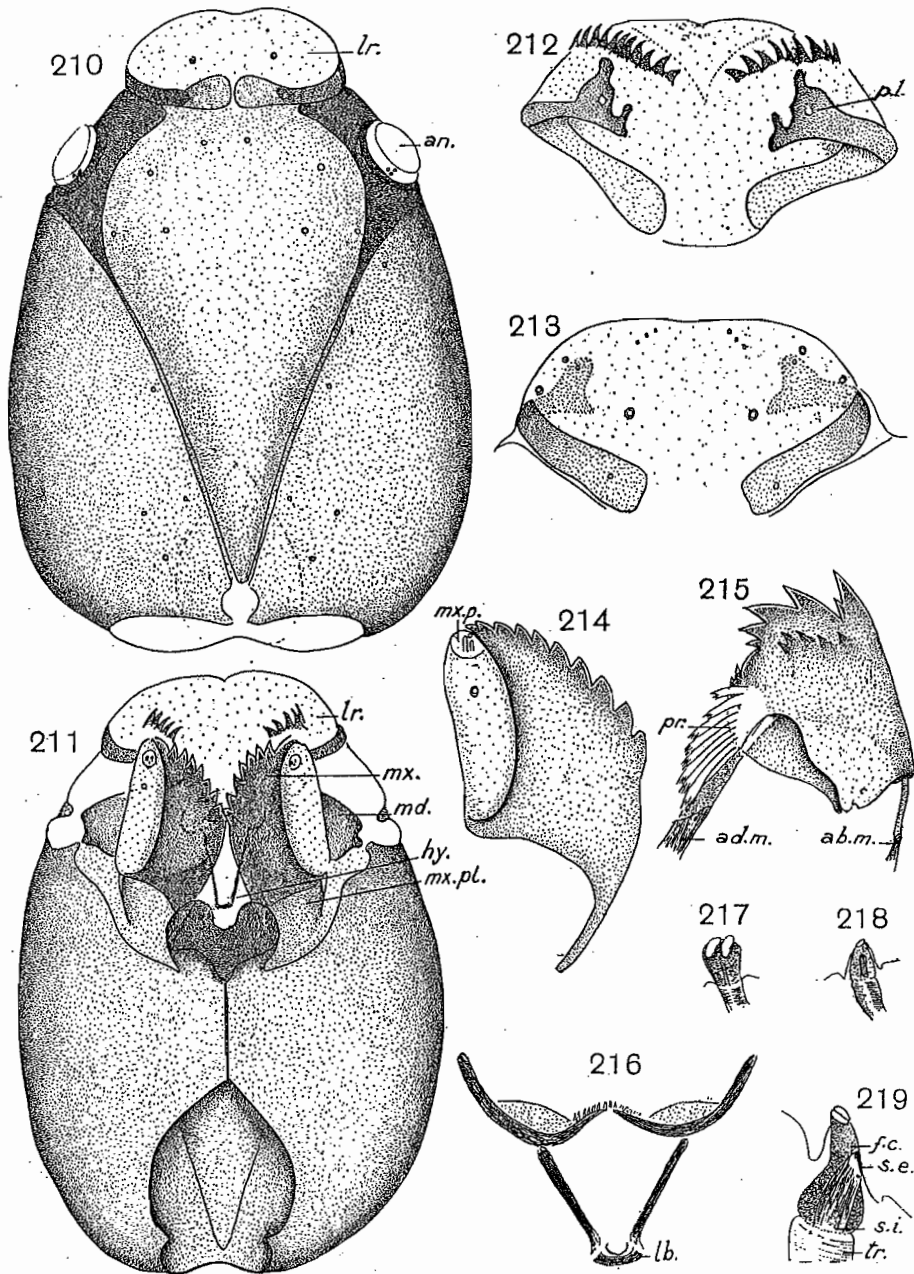 210
lr.
an.
212
pl.
213
211
lr.
mx.
md.
hy.
mx.pl.
214
mx.p.
215
pr.
ad.m.
ab.m.
217
218
216
lb.
219
f.c.
s.e.
s.i.
tr.